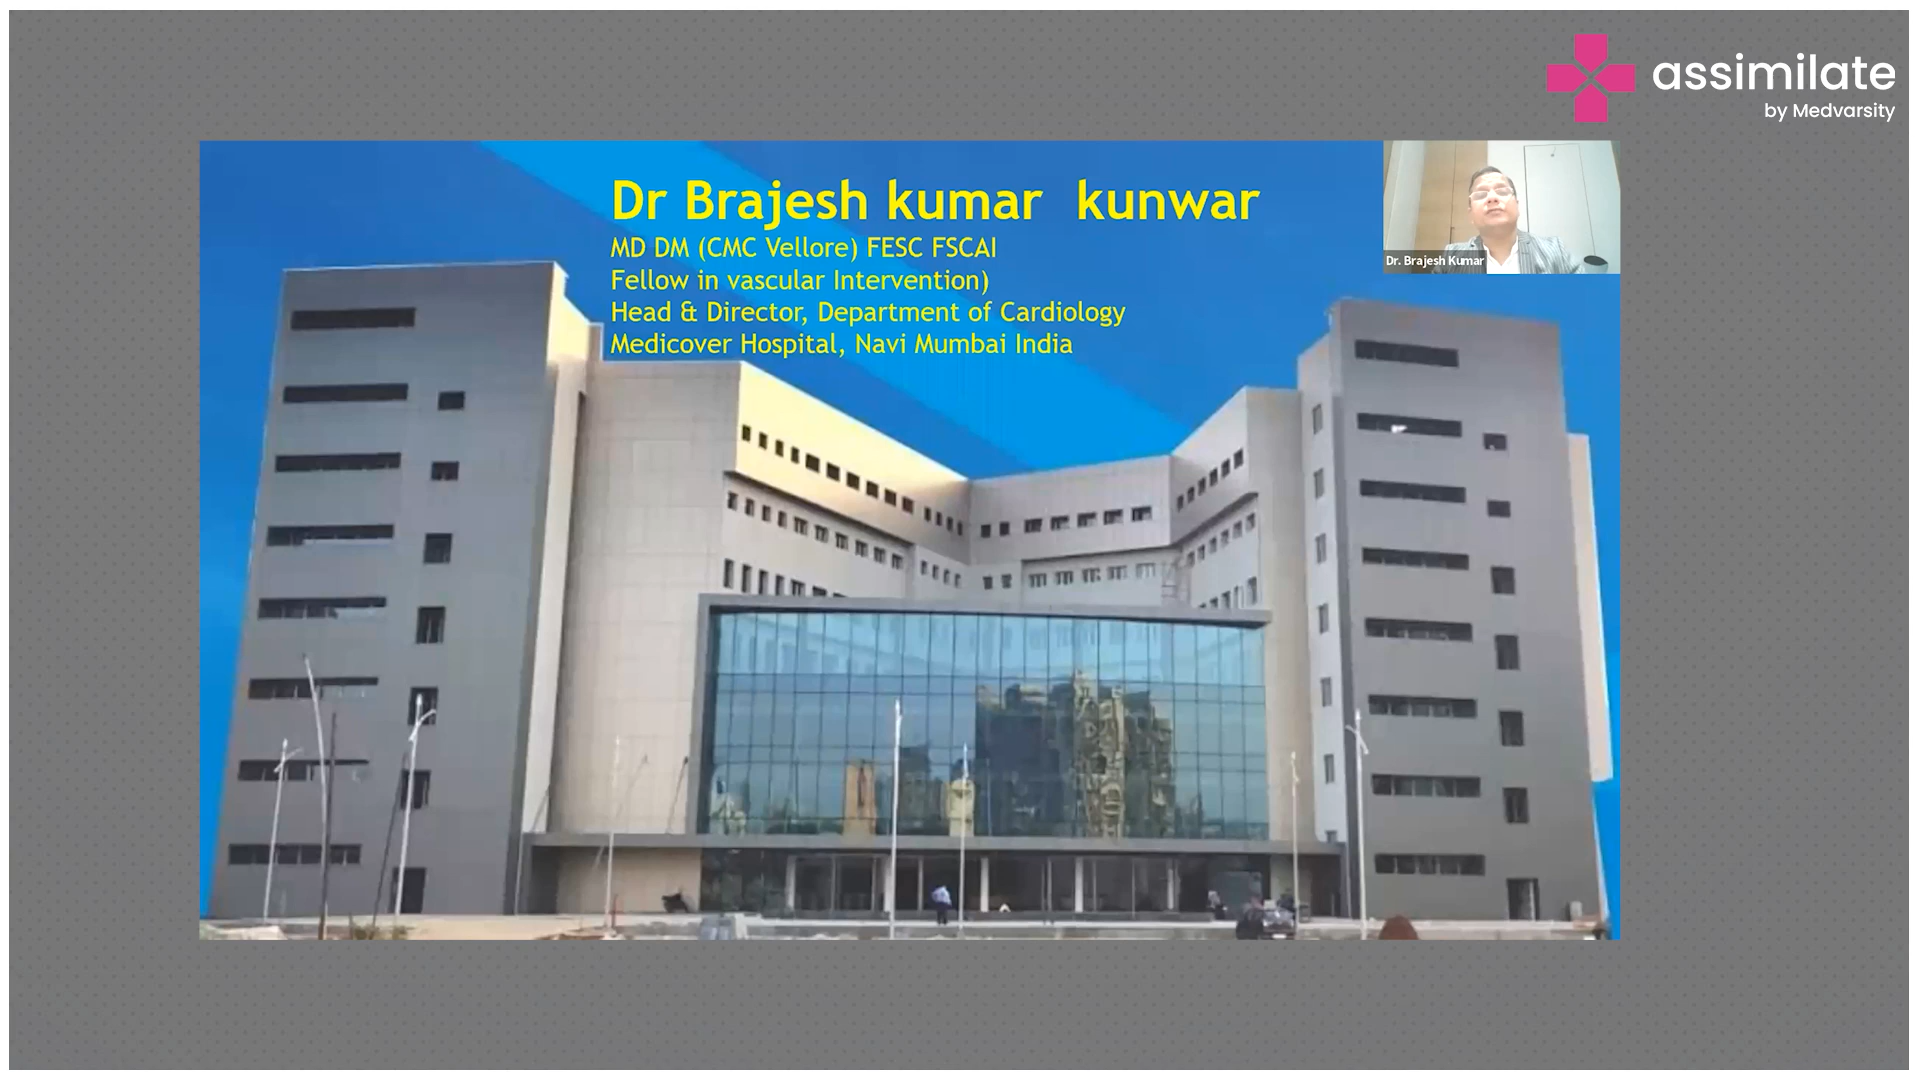 assimilate
by Medvarsity
Dr Brajesh kumar kunwar
MD DM (CMC Vellore) FESC FSCAI
Fellow in vascular Intervention)
Head & Director, Department of Cardiology
Medicover Hospital, Navi Mumbai India
Dr. Brajesh Kumar